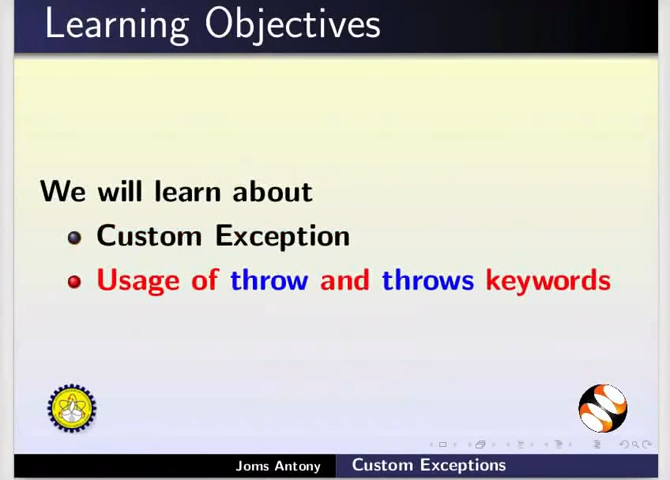 Learning Objectives
We will learn about
Custom Exception
Usage of throw and throws keywords
Joms Antony Custom Exceptions